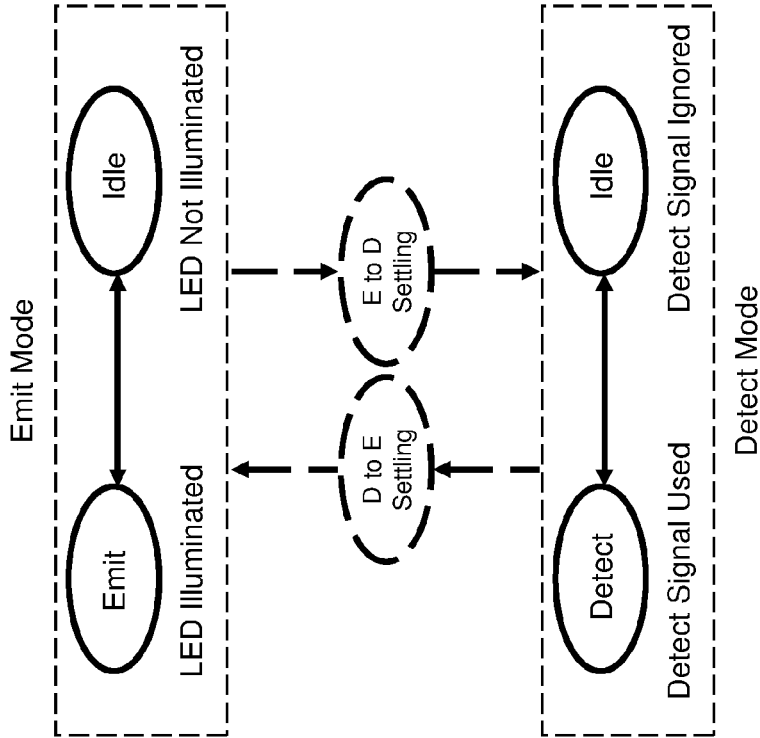 Emit Mode
Emit
Idle
LED Illuminated
LED Not Illuminated
D to E
Settling
E to D
Settling
Detect
Idle
Detect Signal Used
Detect Signal Ignored
Detect Mode